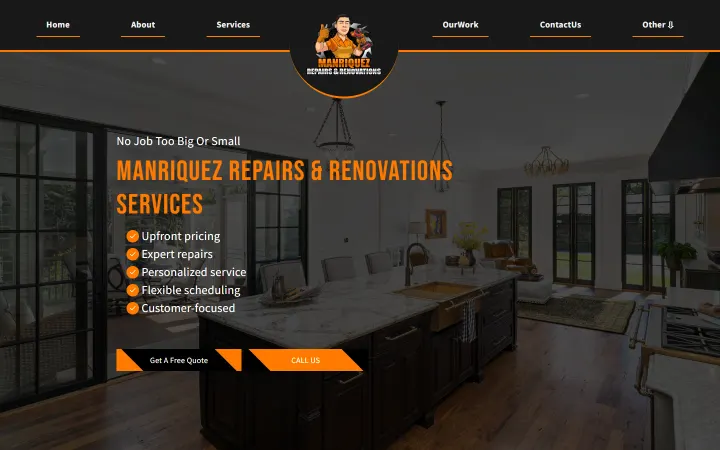 Home
About
Services
MANRIQUEZ
REPAIRS & RENOVATIONS
OurWork
ContactUs
Other ⇩
No Job Too Big Or Small
MANRIQUEZ REPAIRS & RENOVATIONS
SERVICES
Upfront pricing
Expert repairs
Personalized service
Flexible scheduling
Customer-focused
Get A Free Quote
CALL US